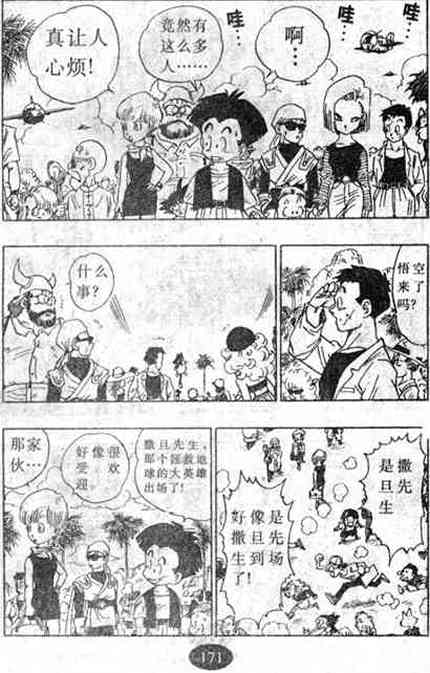 哇…
哇…
哇…
啊…
竟然有
这么多
人……
真让人
心烦！
悟空
来了
吗？
什么
事？
是撒旦先生
好像是撒旦先生到场了！
撒旦先生，
那个拯救地
球的大英雄
出场了！
好像很
受欢
迎
那家
伙…
171